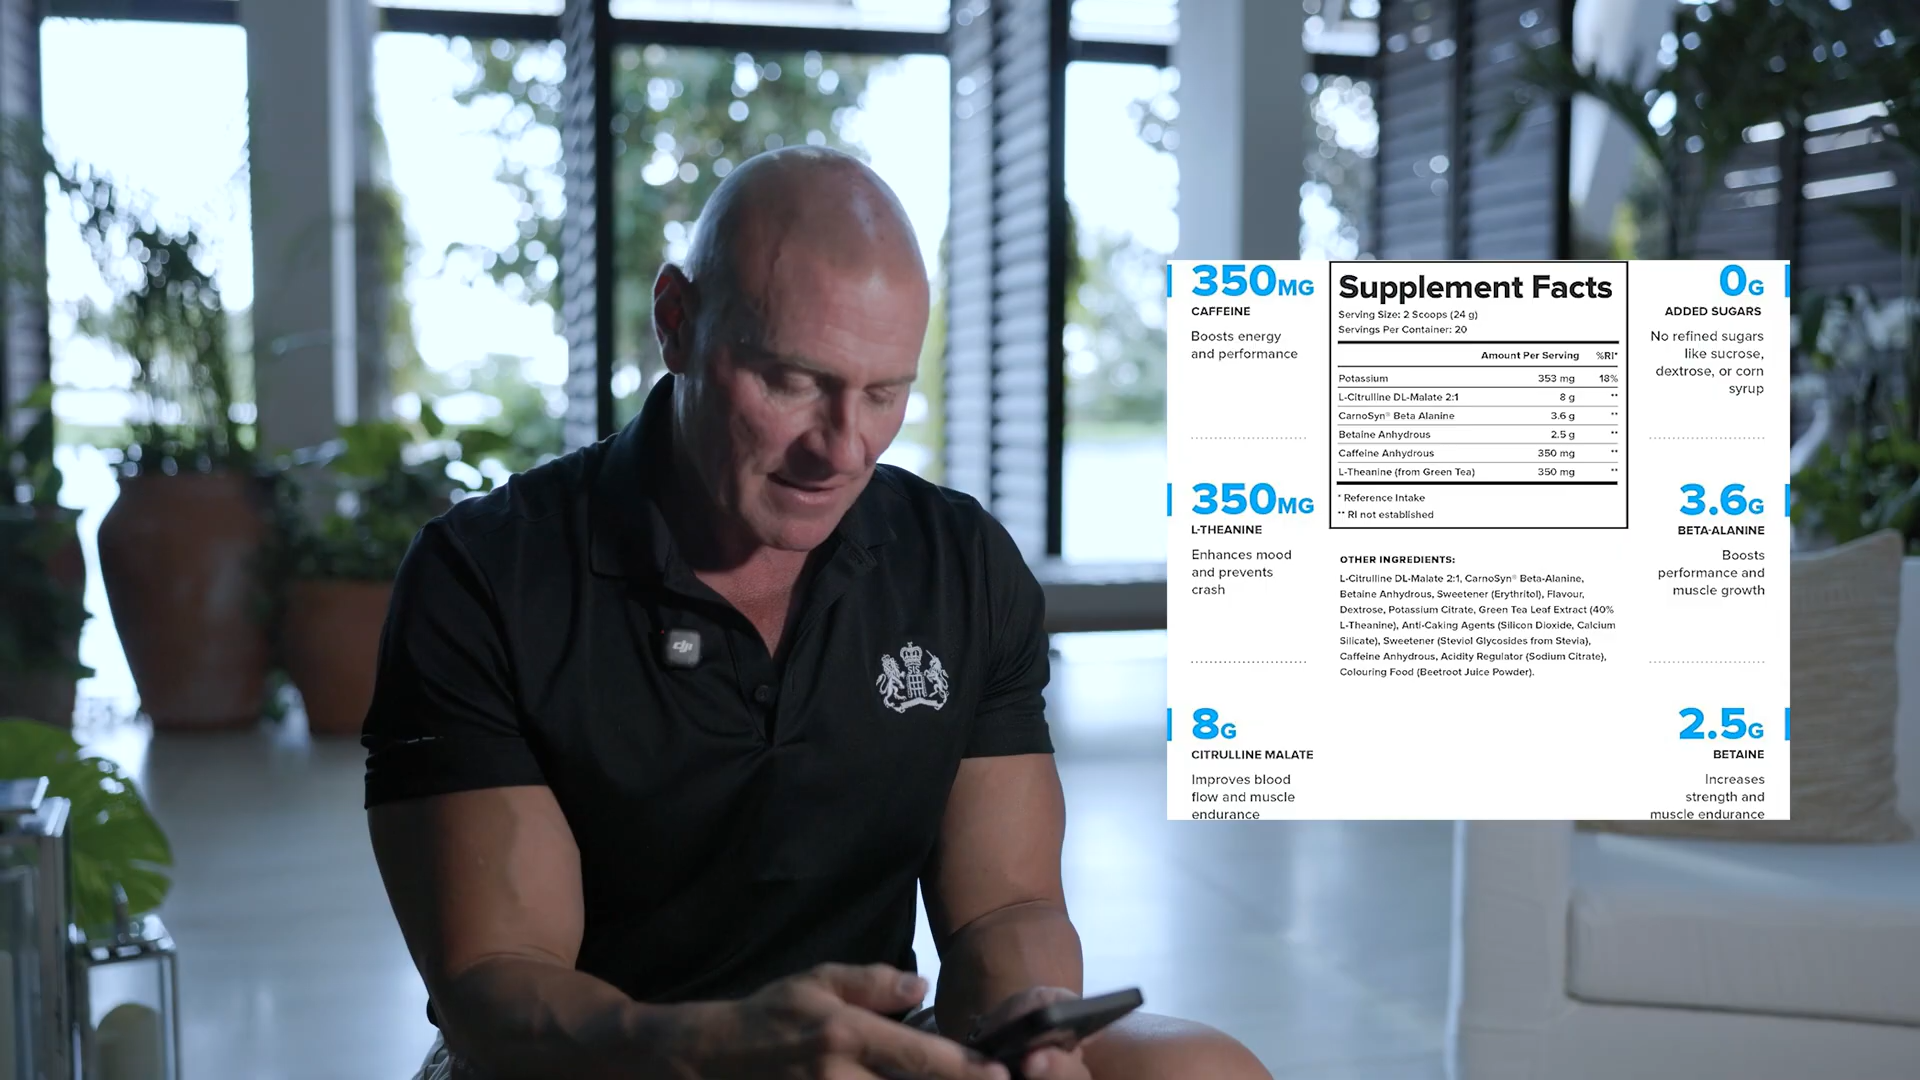 350MG
CAFFEINE
Boosts energy
and performance
350MG
L-THEANINE
Enhances mood
and prevents
crash
8G
CITRULLINE MALATE
Improves blood
flow and muscle
endurance
Supplement Facts
Serving Size: 2 Scoops (24 g)
Servings Per Container: 20
Amount Per Serving %RI*
Potassium 353 mg 18%
L-Citrulline DL-Malate 2:1 8 g **
CarnoSyn® Beta Alanine 3.6 g **
Betaine Anhydrous 2.5 g **
Caffeine Anhydrous 350 mg **
L-Theanine (from Green Tea) 350 mg **
* Reference Intake
** RI not established
OTHER INGREDIENTS:
L-Citrulline DL-Malate 2:1, CarnoSyn® Beta-Alanine,
Betaine Anhydrous, Sweetener (Erythritol), Flavour,
Dextrose, Potassium Citrate, Green Tea Leaf Extract (40%
L-Theanine), Anti-Caking Agents (Silicon Dioxide, Calcium
Silicate), Sweetener (Steviol Glycosides from Stevia),
Caffeine Anhydrous, Acidity Regulator (Sodium Citrate),
Colouring Food (Beetroot Juice Powder).
0G
ADDED SUGARS
No refined sugars
like sucrose,
dextrose, or corn
syrup
3.6G
BETA-ALANINE
Boosts
performance and
muscle growth
2.5G
BETAINE
Increases
strength and
muscle endurance
dji